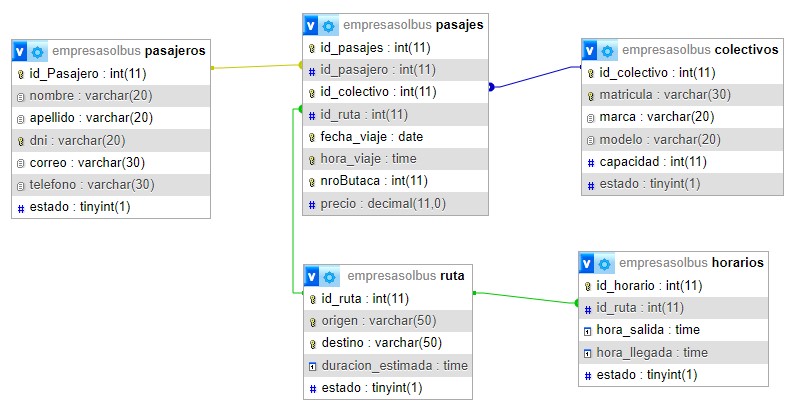 empresasolbus pasajeros
id_Pasajero : int(11)
nombre : varchar(20)
apellido : varchar(20)
dni : varchar(20)
correo : varchar(30)
telefono : varchar(30)
estado : tinyint(1)
empresasolbus pasajes
id_pasajes : int(11)
id_pasajero : int(11)
id_colectivo : int(11)
id_ruta : int(11)
fecha_viaje : date
hora_viaje : time
nroButaca : int(11)
precio : decimal(11,0)
empresasolbus colectivos
id_colectivo : int(11)
matricula : varchar(30)
marca : varchar(20)
modelo : varchar(20)
capacidad : int(11)
estado : tinyint(1)
empresasolbus ruta
id_ruta : int(11)
origen : varchar(50)
destino : varchar(50)
duracion_estimada : time
estado : tinyint(1)
empresasolbus horarios
id_horario : int(11)
id_ruta : int(11)
hora_salida : time
hora_llegada : time
estado : tinyint(1)